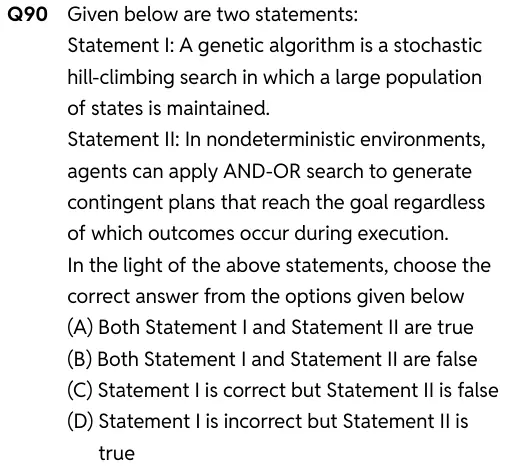 Q90 Given below are two statements:
Statement I: A genetic algorithm is a stochastic
hill-climbing search in which a large population
of states is maintained.
Statement II: In nondeterministic environments,
agents can apply AND-OR search to generate
contingent plans that reach the goal regardless
of which outcomes occur during execution.
In the light of the above statements, choose the
correct answer from the options given below
(A) Both Statement I and Statement II are true
(B) Both Statement I and Statement II are false
(C) Statement I is correct but Statement II is false
(D) Statement I is incorrect but Statement II is
true